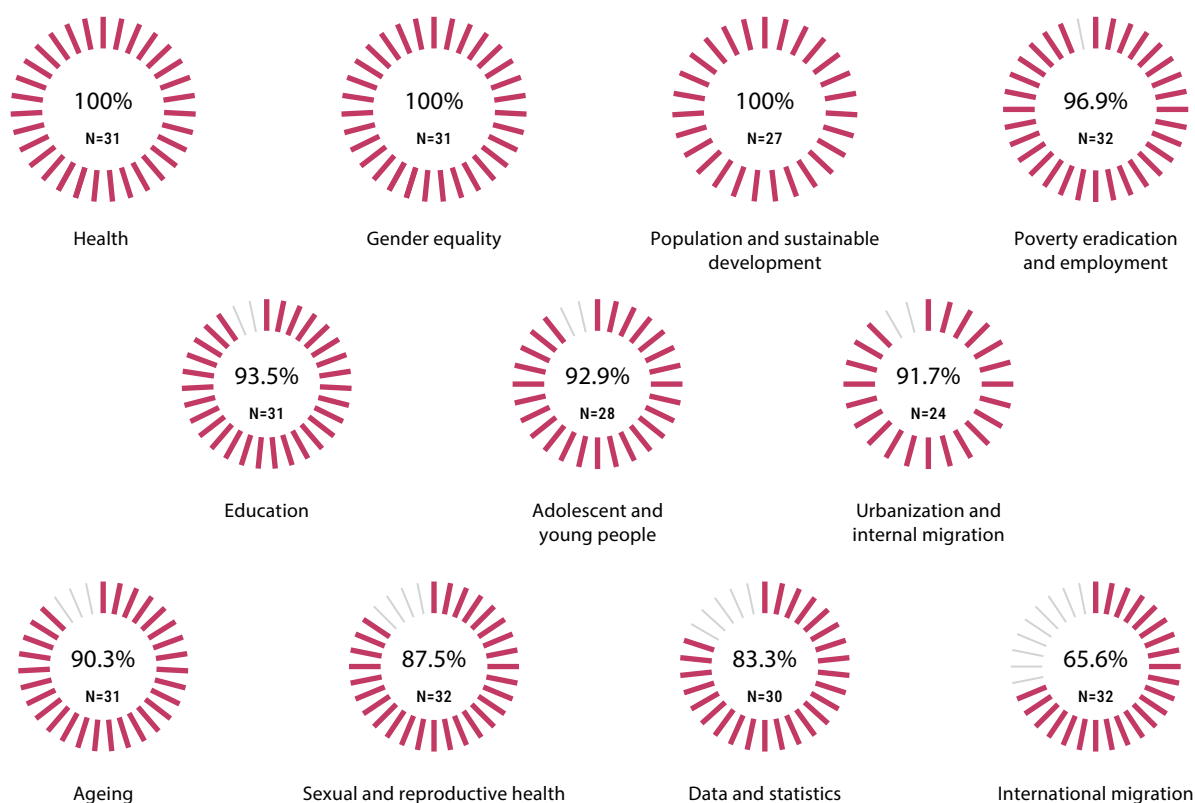 100%
N=31
Health
100%
N=31
Gender equality
100%
N=27
Population and sustainable
development
96.9%
N=32
Poverty eradication
and employment
93.5%
N=31
Education
92.9%
N=28
Adolescent and
young people
91.7%
N=24
Urbanization and
internal migration
90.3%
N=31
Ageing
87.5%
N=32
Sexual and reproductive health
83.3%
N=30
Data and statistics
65.6%
N=32
International migration